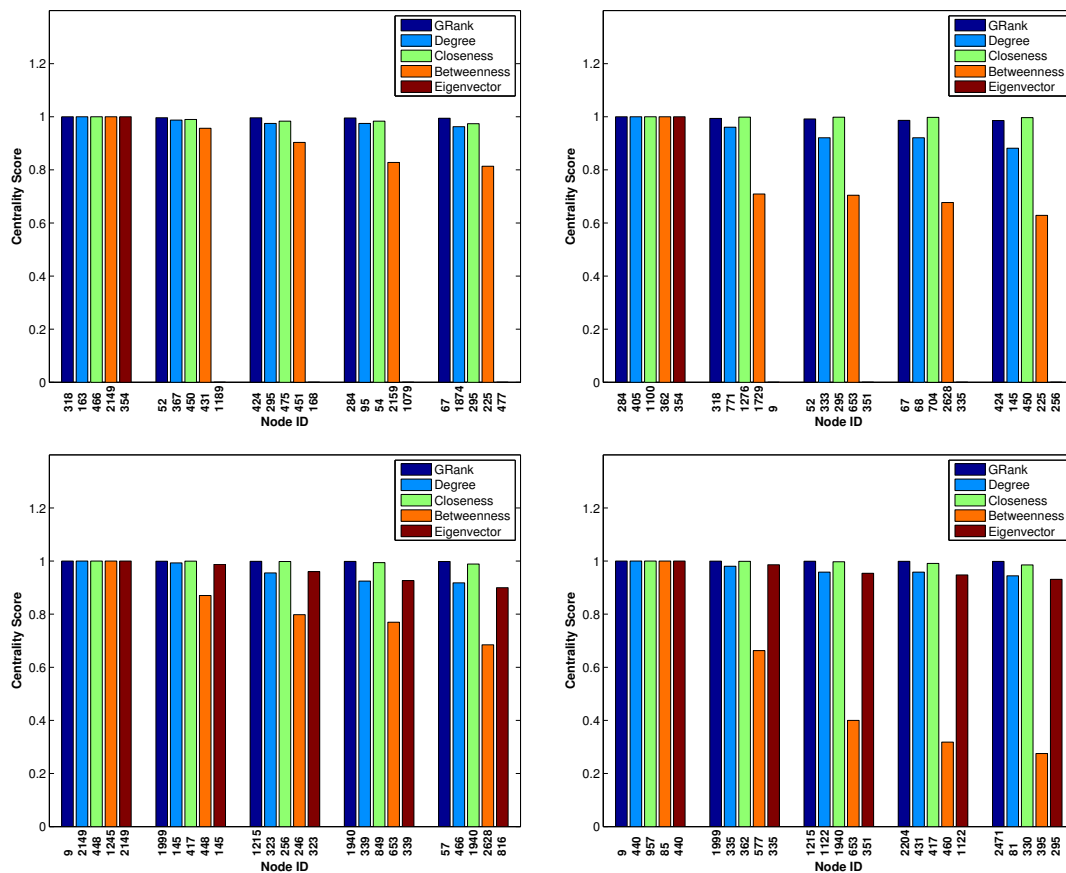 GRank
Degree
Closeness
Betweenness
Eigenvector
1.2
1
0.8
0.6
0.4
0.2
0
Centrality Score
318 163 466 2149 354 52 367 450 431 1189 424 295 475 451 168 284 95 54 2159 1079 67 1874 295 225 477
Node ID
GRank
Degree
Closeness
Betweenness
Eigenvector
1.2
1
0.8
0.6
0.4
0.2
0
Centrality Score
284 405 1100 362 354 318 771 1276 1729 9 52 333 295 653 351 67 68 704 2628 335 424 145 450 225 256
Node ID
GRank
Degree
Closeness
Betweenness
Eigenvector
1.2
1
0.8
0.6
0.4
0.2
0
Centrality Score
9 2149 448 1245 2149 1999 145 417 448 145 1215 323 256 246 323 1940 339 849 653 339 57 466 1940 2628 816
Node ID
GRank
Degree
Closeness
Betweenness
Eigenvector
1.2
1
0.8
0.6
0.4
0.2
0
Centrality Score
9 440 957 85 440 1999 335 362 577 335 1215 1122 1940 653 351 2204 431 417 460 1122 2471 81 330 395 295
Node ID